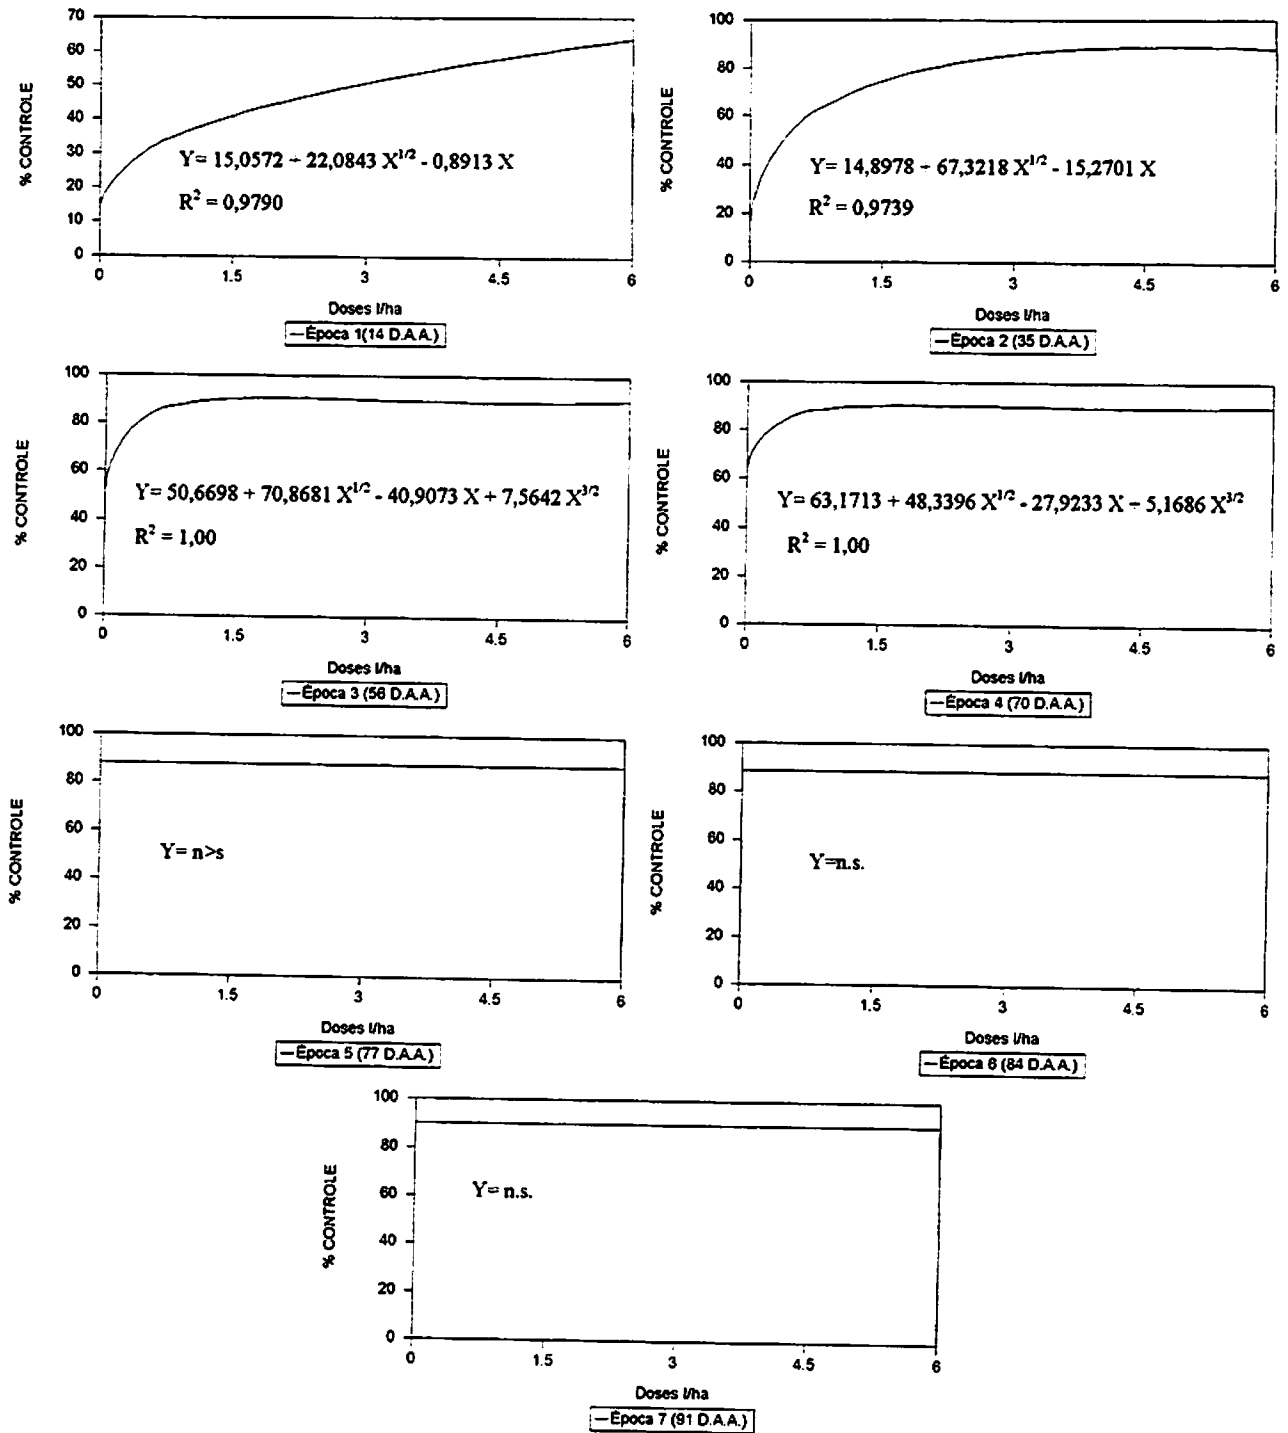 % CONTROLE
70
60
50
40
30
20
10
0
Y= 15,0572 + 22,0843 X^1/2 - 0,8913 X
R^2 = 0,9790
0 1.5 3 4.5 6
Doses l/ha
Época 1(14 D.A.A.)
% CONTROLE
100
80
60
40
20
0
Y= 14,8978 + 67,3218 X^1/2 - 15,2701 X
R^2 = 0,9739
0 1.5 3 4.5 6
Doses l/ha
Época 2 (35 D.A.A.)
% CONTROLE
100
80
60
40
20
0
Y= 50,6698 + 70,8681 X^1/2 - 40,9073 X + 7,5642 X^3/2
R^2 = 1,00
0 1.5 3 4.5 6
Doses l/ha
Época 3 (56 D.A.A.)
% CONTROLE
100
80
60
40
20
0
Y= 63,1713 + 48,3396 X^1/2 - 27,9233 X + 5,1686 X^3/2
R^2 = 1,00
0 1.5 3 4.5 6
Doses l/ha
Época 4 (70 D.A.A.)
% CONTROLE
100
80
60
40
20
0
Y= n>s
0 1.5 3 4.5 6
Doses l/ha
Época 5 (77 D.A.A.)
% CONTROLE
100
80
60
40
20
0
Y=n.s.
0 1.5 3 4.5 6
Doses l/ha
Época 6 (84 D.A.A.)
% CONTROLE
100
80
60
40
20
0
Y= n.s.
0 1.5 3 4.5 6
Doses l/ha
Época 7 (91 D.A.A.)